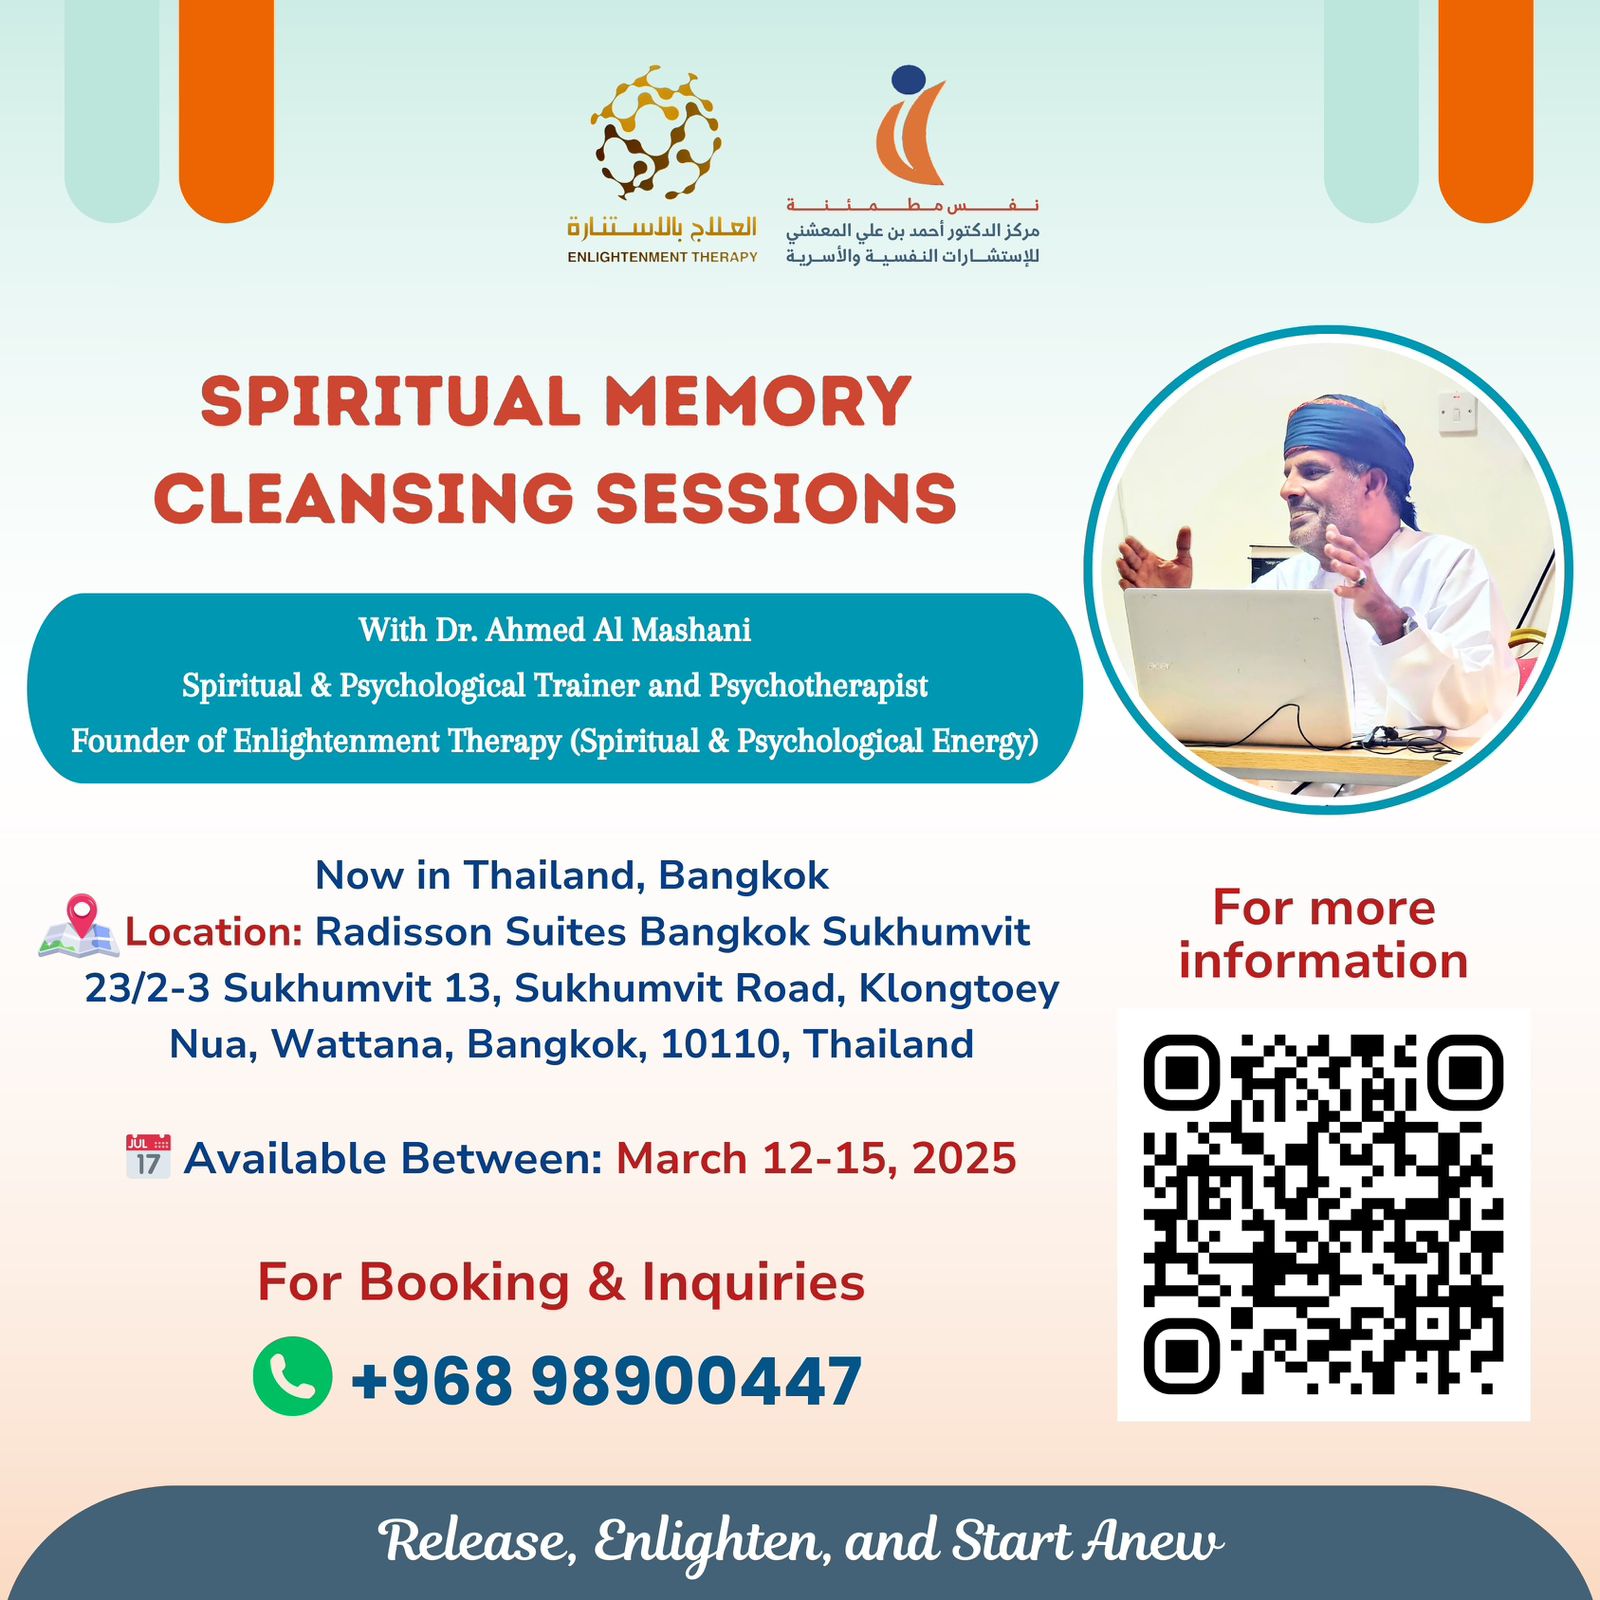 العلاج بالاستنارة
ENLIGHTENMENT THERAPY
نفس مطمئنة
مركز الدكتور أحمد بن علي المعشني
للإستشارات النفسية والأسرية
SPIRITUAL MEMORY
CLEANSING SESSIONS
With Dr. Ahmed Al Mashani
Spiritual & Psychological Trainer and Psychotherapist
Founder of Enlightenment Therapy (Spiritual & Psychological Energy)
acer
Now in Thailand, Bangkok
Location: Radisson Suites Bangkok Sukhumvit
23/2-3 Sukhumvit 13, Sukhumvit Road, Klongtoey
Nua, Wattana, Bangkok, 10110, Thailand
JUL
17
Available Between: March 12-15, 2025
For more
information
For Booking & Inquiries
+968 98900447
Release, Enlighten, and Start Anew